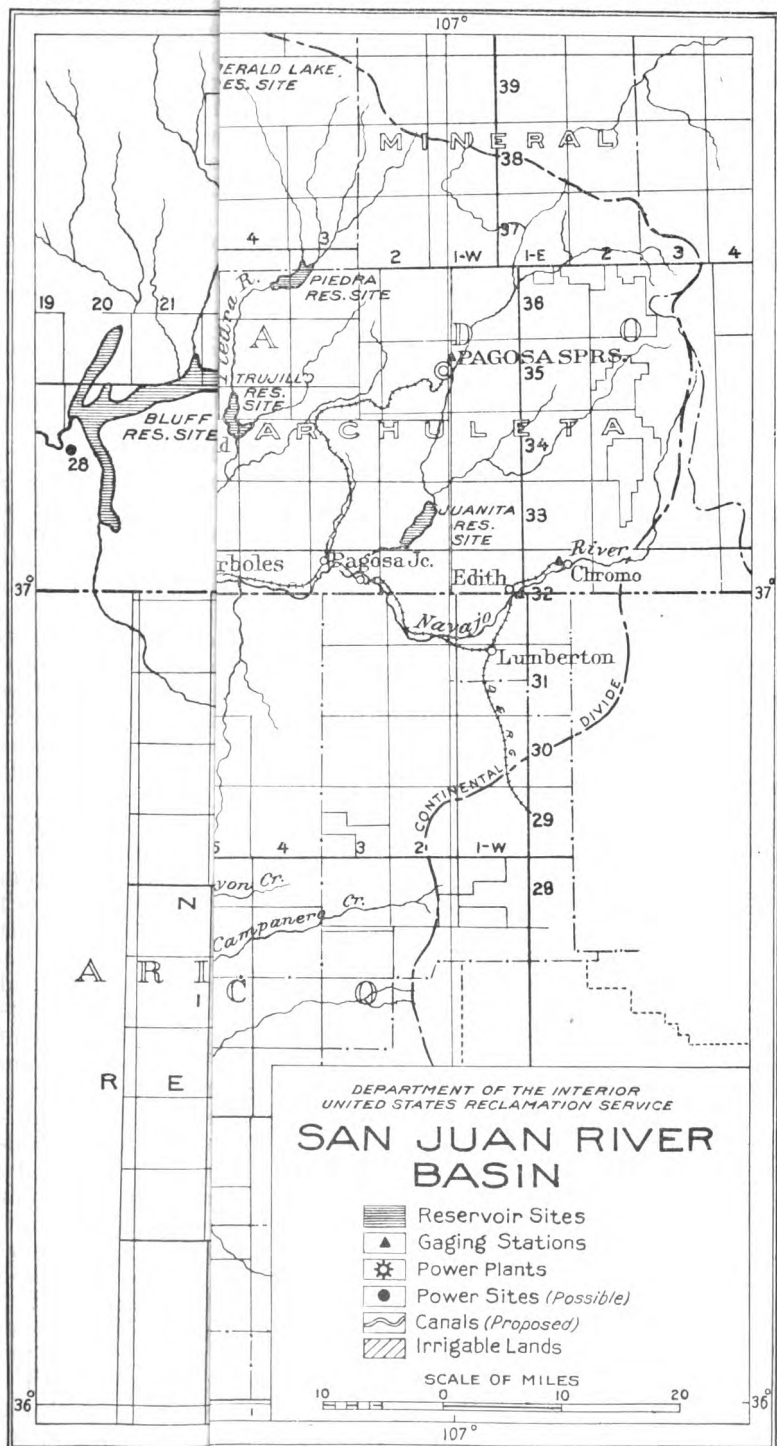 107°
ERALD LAKE
ES. SITE
39
MINERAL
38
37
4 3 2 1-W 1-E 2 3 4
PIEDRA
RES. SITE
edra R.
36
19 20 21
A D O
PAGOSA SPRS.
35
TRUJILLO
RES.
SITE
BLUFF
RES. SITE
ARCHULETA
34
28
d
JUANITA
RES.
SITE
33
River
rboles
Pagosa Jc.
Edith
Chromo
37°
32
37°
Navajo
Lumberton
31
D. & R. G.
CONTINENTAL DIVIDE
30
29
5 4 3 2 1-W
28
yon Cr.
N
Campanero Cr.
ARI
C O
I
R E
DEPARTMENT OF THE INTERIOR
UNITED STATES RECLAMATION SERVICE
SAN JUAN RIVER
BASIN
Reservoir Sites
Gaging Stations
Power Plants
Power Sites (Possible)
Canals (Proposed)
Irrigable Lands
SCALE OF MILES
10 0 10 20
36°
36°
107°